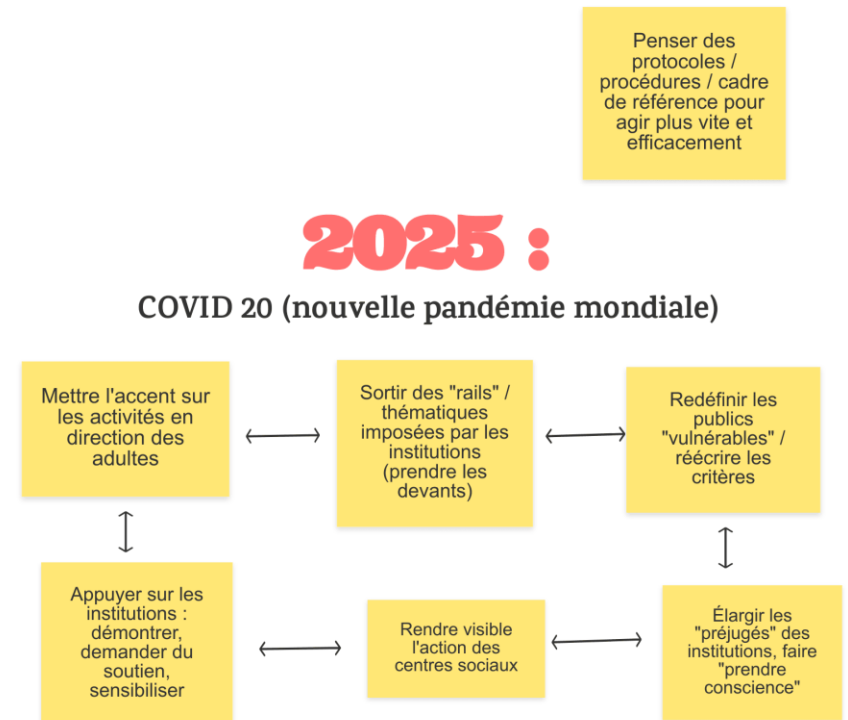 Penser des
protocoles /
procédures / cadre
de référence pour
agir plus vite et
efficacement
2025 :
COVID 20 (nouvelle pandémie mondiale)
Mettre l'accent sur
les activités en
direction des
adultes
Sortir des "rails" /
thématiques
imposées par les
institutions
(prendre les
devants)
Redéfinir les
publics
"vulnérables" /
réécrire les
critères
Appuyer sur les
institutions :
démontrer,
demander du
soutien,
sensibiliser
Rendre visible
l'action des
centres sociaux
Élargir les
"préjugés" des
institutions, faire
"prendre
conscience"